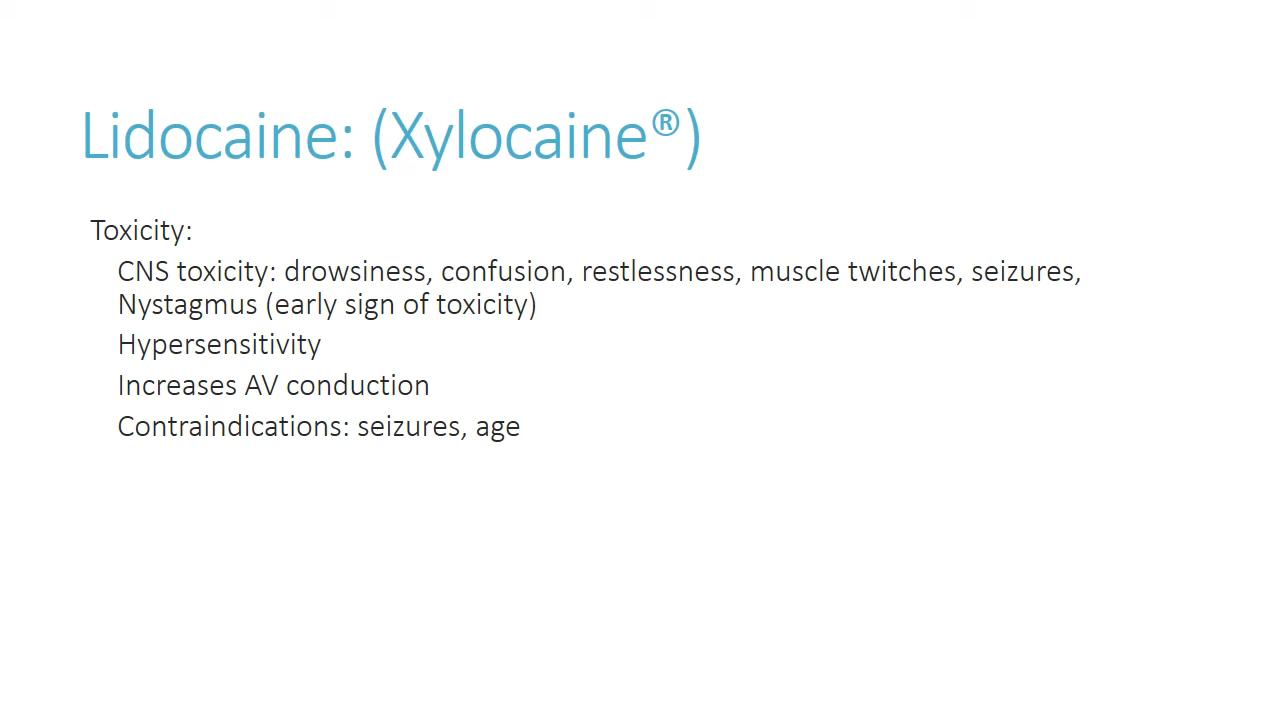 Lidocaine: (Xylocaine®)
Toxicity:
CNS toxicity: drowsiness, confusion, restlessness, muscle twitches, seizures,
Nystagmus (early sign of toxicity)
Hypersensitivity
Increases AV conduction
Contraindications: seizures, age